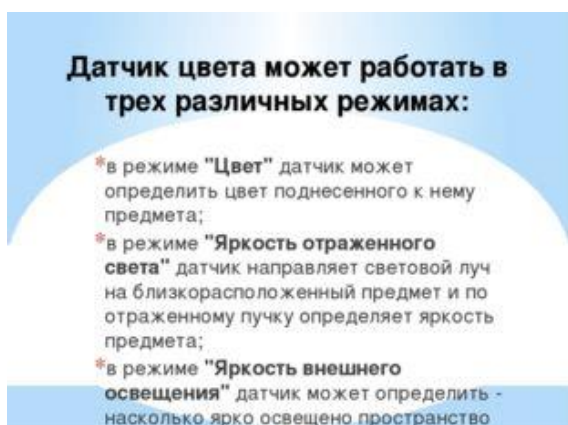 Датчик цвета может работать в
трех различных режимах:
*в режиме "Цвет" датчик может
определить цвет поднесенного к нему
предмета;
*в режиме "Яркость отраженного
света" датчик направляет световой луч
на близкорасположенный предмет и по
отраженному пучку определяет яркость
предмета;
*в режиме "Яркость внешнего
освещения" датчик может определить -
насколько ярко освещено пространство